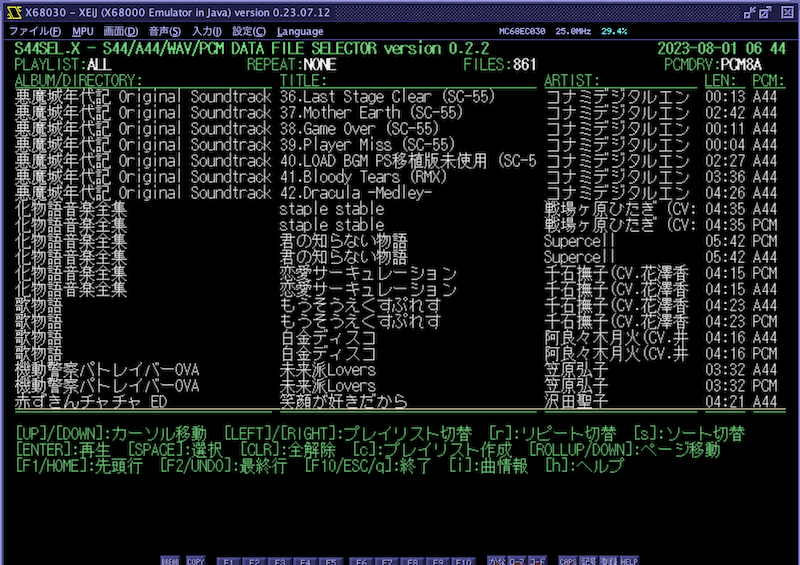 X68030 - XEiJ (X68000 Emulator in Java) version 0.23.07.12
ファイル(F) MPU 画面(D) 音声(S) 入力(I) 設定(C) Language MC68EC030 25.0MHz 29.4%
S44SEL.X - S44/A44/WAV/PCM DATA FILE SELECTOR version 0.2.2 2023-08-01 06 44
PLAYLIST:ALL REPEAT:NONE FILES:861 PCMDRV:PCM8A
ALBUM/DIRECTORY: TITLE: ARTIST: LEN: PCM:
悪魔城年代記 Original Soundtrack 36.Last Stage Clear (SC-55) コナミデジタルエン 00:13 A44
悪魔城年代記 Original Soundtrack 37.Mother Earth (SC-55) コナミデジタルエン 02:42 A44
悪魔城年代記 Original Soundtrack 38.Game Over (SC-55) コナミデジタルエン 00:11 A44
悪魔城年代記 Original Soundtrack 39.Player Miss (SC-55) コナミデジタルエン 00:04 A44
悪魔城年代記 Original Soundtrack 40.LOAD BGM PS移植版未使用 (SC-5 コナミデジタルエン 02:27 A44
悪魔城年代記 Original Soundtrack 41.Bloody Tears (RMX) コナミデジタルエン 03:36 A44
悪魔城年代記 Original Soundtrack 42.Dracula -Medley- コナミデジタルエン 04:26 A44
化物語音楽全集 staple stable 戦場ヶ原ひたぎ (CV: 04:35 A44
化物語音楽全集 staple stable 戦場ヶ原ひたぎ (CV: 04:35 PCM
化物語音楽全集 君の知らない物語 Supercell 05:42 PCM
化物語音楽全集 君の知らない物語 Supercell 05:42 A44
化物語音楽全集 恋愛サーキュレーション 千石撫子(CV.花澤香 04:15 PCM
化物語音楽全集 恋愛サーキュレーション 千石撫子(CV.花澤香 04:15 A44
歌物語 もうそうえくすぷれす 千石撫子(CV.花澤香 04:23 A44
歌物語 もうそうえくすぷれす 千石撫子(CV.花澤香 04:23 PCM
歌物語 白金ディスコ 阿良々木月火(CV.井 04:16 A44
歌物語 白金ディスコ 阿良々木月火(CV.井 04:16 PCM
機動警察パトレイバーOVA 未来派Lovers 笠原弘子 03:32 A44
機動警察パトレイバーOVA 未来派Lovers 笠原弘子 03:32 PCM
赤ずきんチャチャ ED 笑顔が好きだから 沢田聖子 04:21 A44
[UP]/[DOWN]:カーソル移動 [LEFT]/[RIGHT]:プレイリスト切替 [r]:リピート切替 [s]:ソート切替
[ENTER]:再生 [SPACE]:選択 [CLR]:全解除 [c]:プレイリスト作成 [ROLLUP/DOWN]:ページ移動
[F1/HOME]:先頭行 [F2/UNDO]:最終行 [F10/ESC/q]:終了 [i]:曲情報 [h]:ヘルプ
BREAK COPY F1 F2 F3 F4 F5 F6 F7 F8 F9 F10 かな ローマ コード CAPS 記号 登録 HELP